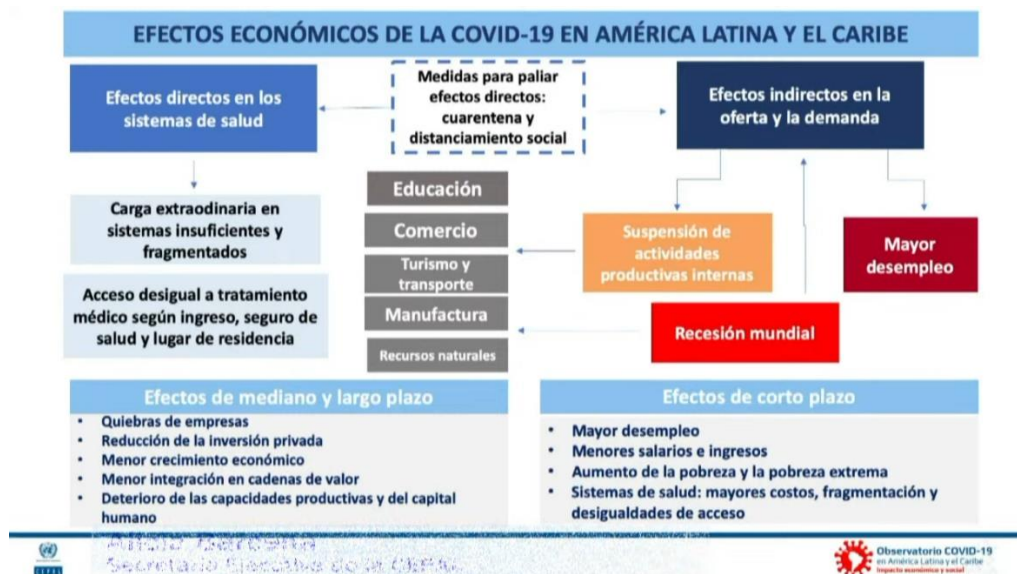 EFECTOS ECONÓMICOS DE LA COVID-19 EN AMÉRICA LATINA Y EL CARIBE
Efectos directos en los
sistemas de salud
Medidas para paliar
efectos directos:
cuarentena y
distanciamiento social
Efectos indirectos en la
oferta y la demanda
Carga extraodinaria en
sistemas insuficientes y
fragmentados
Acceso desigual a tratamiento
médico según ingreso, seguro de
salud y lugar de residencia
Educación
Comercio
Turismo y
transporte
Manufactura
Recursos naturales
Suspensión de
actividades
productivas internas
Mayor
desempleo
Recesión mundial
Efectos de mediano y largo plazo
• Quiebras de empresas
• Reducción de la inversión privada
• Menor crecimiento económico
• Menor integración en cadenas de valor
• Deterioro de las capacidades productivas y del capital
humano
Efectos de corto plazo
• Mayor desempleo
• Menores salarios e ingresos
• Aumento de la pobreza y la pobreza extrema
• Sistemas de salud: mayores costos, fragmentación y
desigualdades de acceso
Observatorio COVID-19
en América Latina y el Caribe
Impacto económico y social